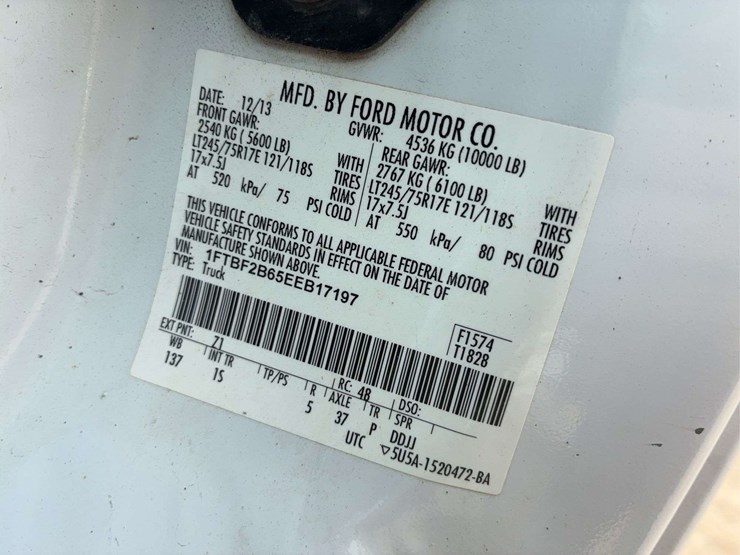 MFD. BY FORD MOTOR CO.
DATE: 12/13 GVWR: 4536 KG (10000 LB)
FRONT GAWR: REAR GAWR:
2540 KG ( 5600 LB) WITH 2767 KG ( 6100 LB) WITH
LT245/75R17E 121/118S TIRES LT245/75R17E 121/118S TIRES
17x7.5J RIMS 17x7.5J RIMS
AT 520 kPa/ 75 PSI COLD AT 550 kPa/ 80 PSI COLD
THIS VEHICLE CONFORMS TO ALL APPLICABLE FEDERAL MOTOR
VEHICLE SAFETY STANDARDS IN EFFECT ON THE DATE OF
MANUFACTURE SHOWN ABOVE.
VIN: 1FTBF2B65EEB17197
TYPE: Truck
F1574
T1828
EXT PNT: Z1 RC: 48 DSO:
WB INT TR TP/PS R AXLE TR SPR
137 1S 5 37 P DDJJ
UTC ▽5U5A-1520472-BA